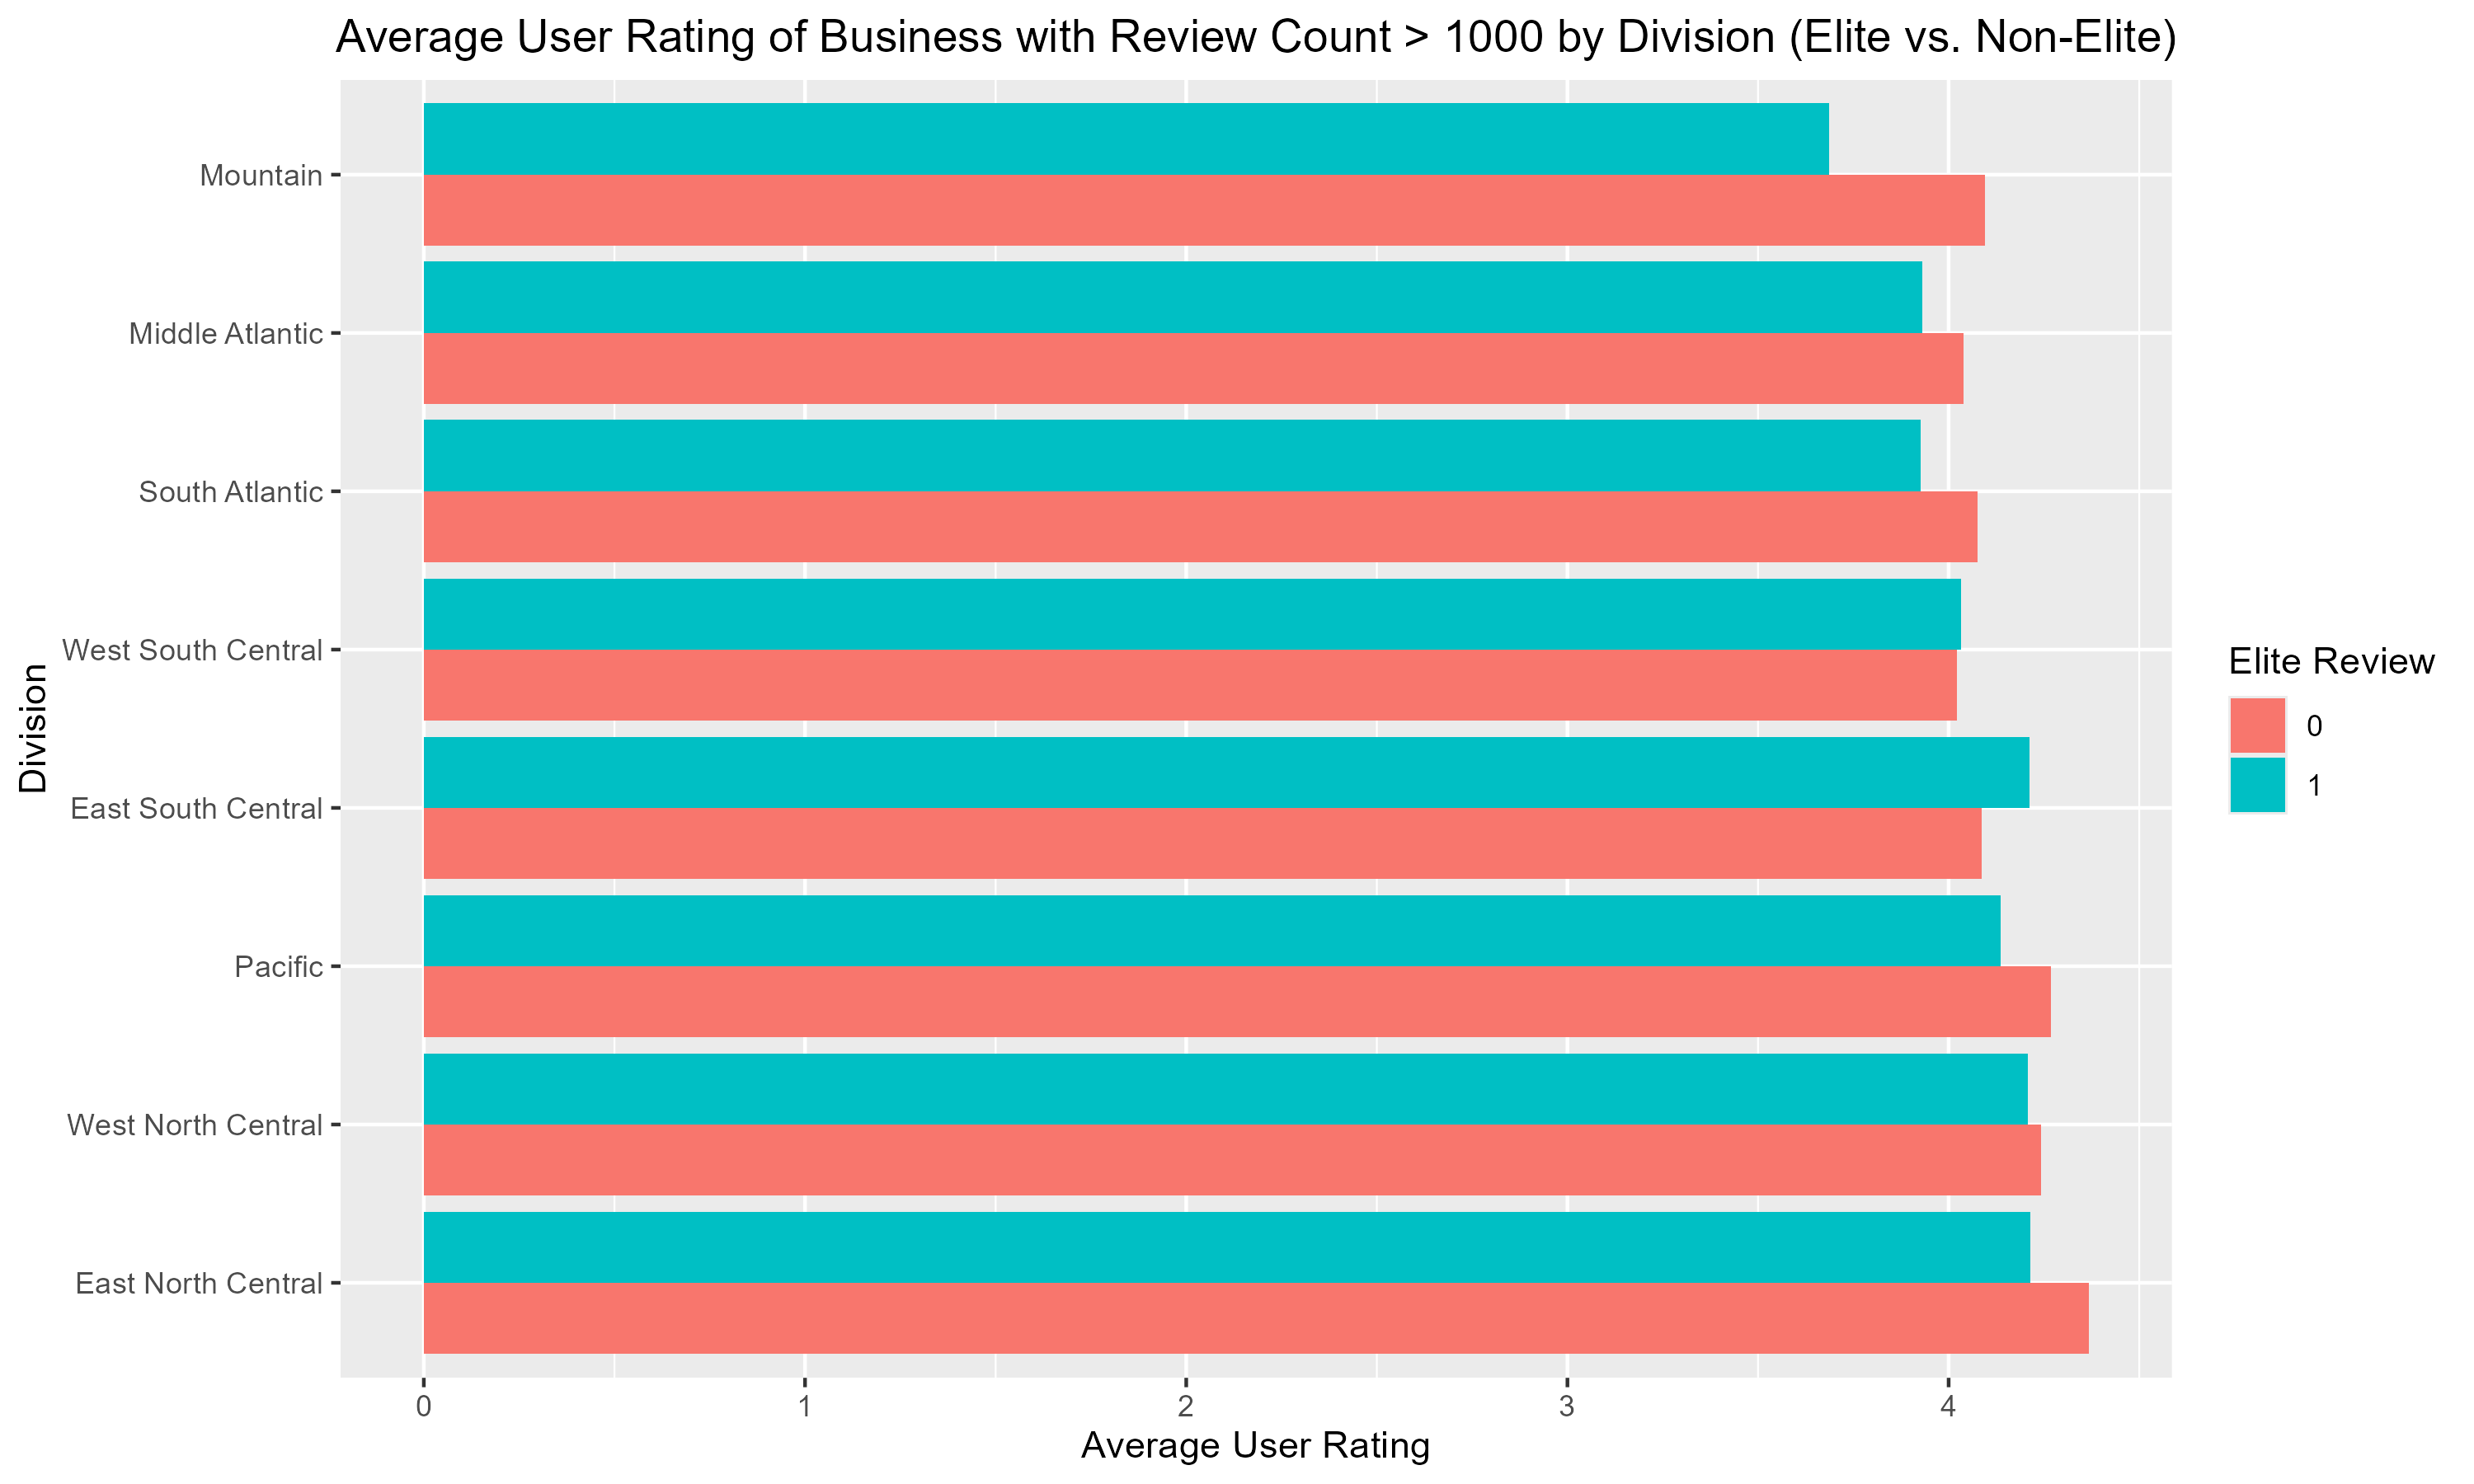 Average User Rating of Business with Review Count > 1000 by Division (Elite vs. Non-Elite)
Division
Mountain
Middle Atlantic
South Atlantic
West South Central
East South Central
Pacific
West North Central
East North Central
0 1 2 3 4
Average User Rating
Elite Review
0
1